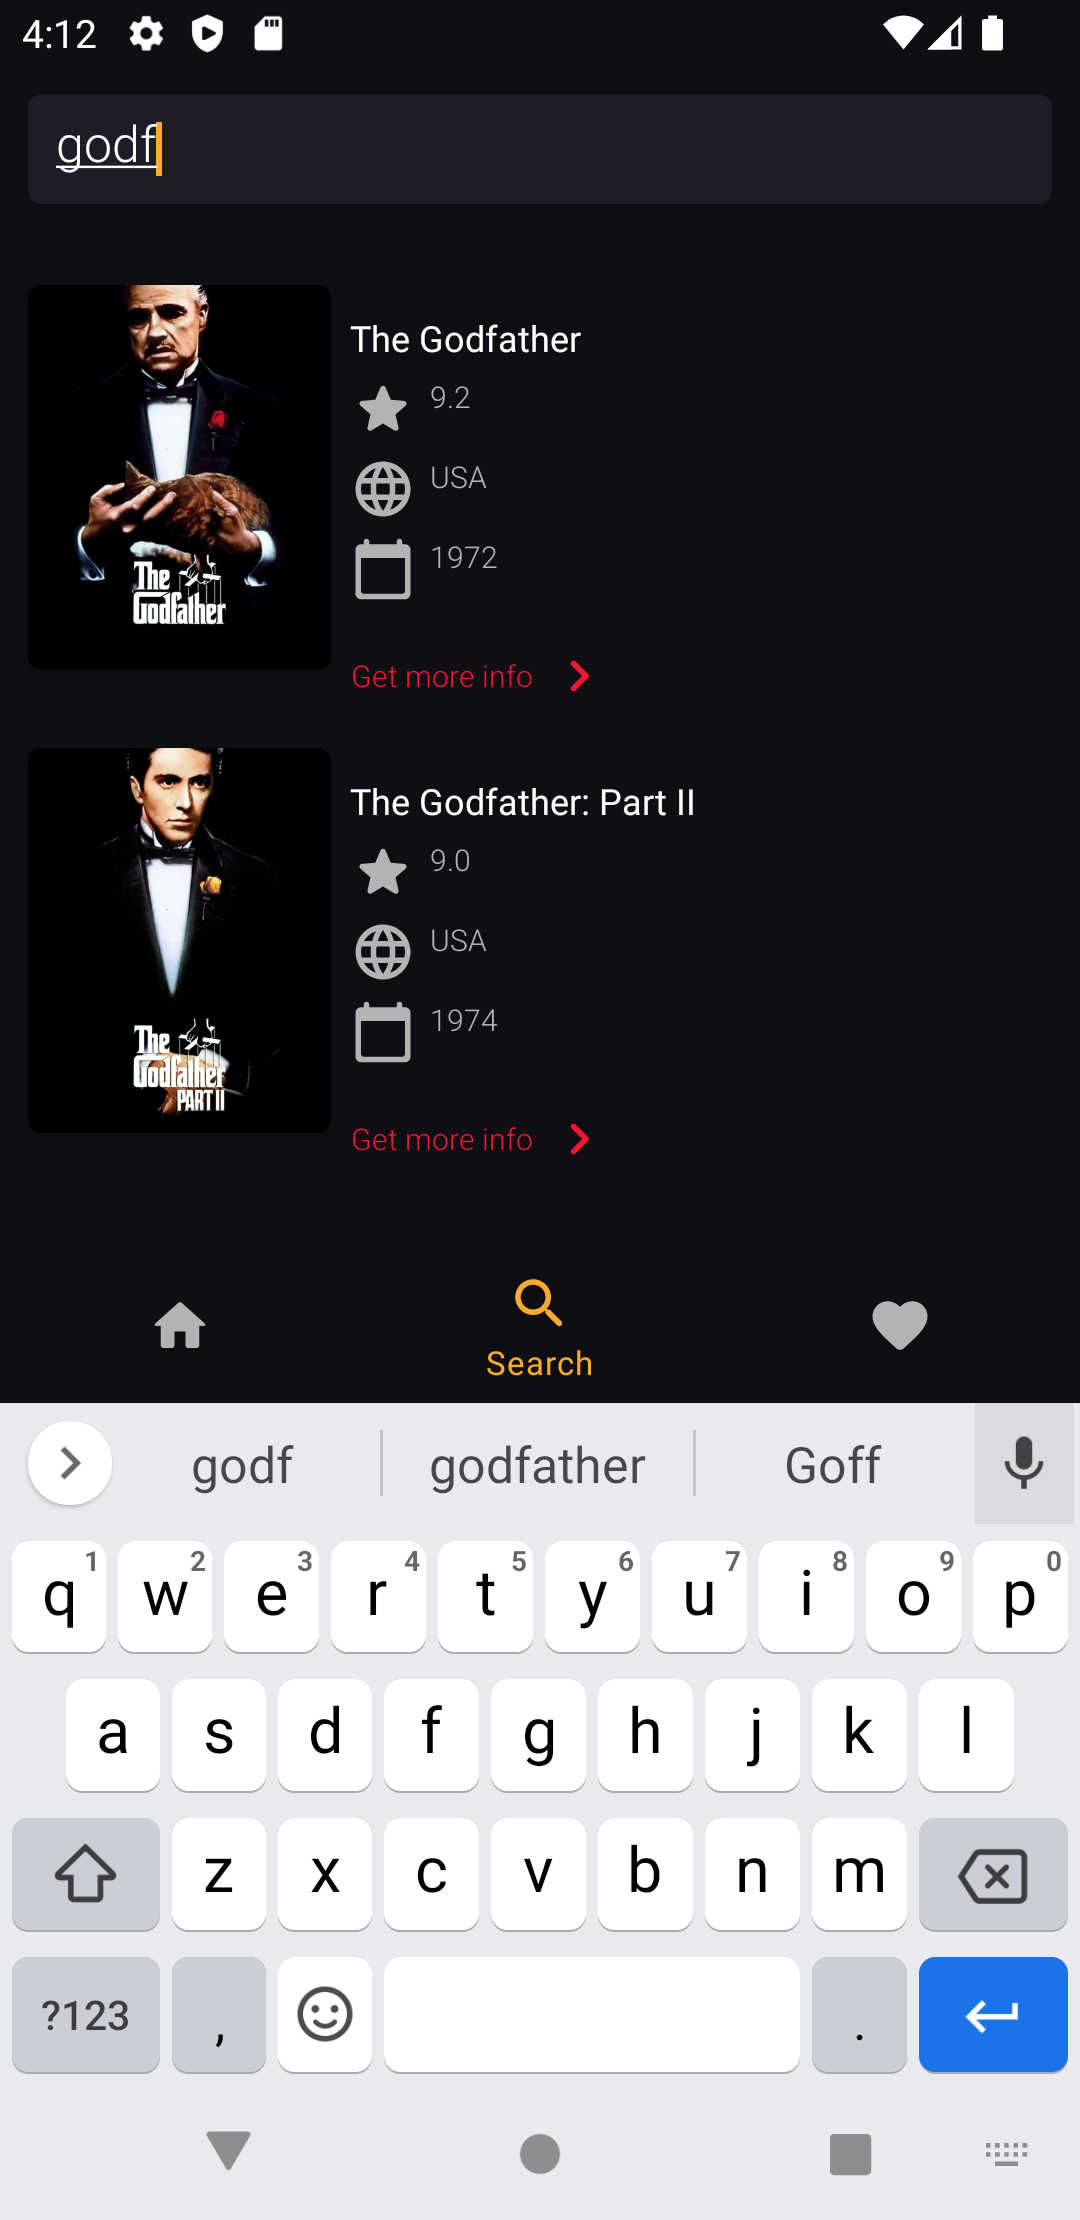 4:12
godf
The Godfather
9.2
USA
1972
Get more info
The Godfather
The Godfather: Part II
9.0
USA
1974
Get more info
The Godfather PART II
Search
godf godfather Goff
q 1 w 2 e 3 r 4 t 5 y 6 u 7 i 8 o 9 p 0
a s d f g h j k l
z x c v b n m
?123 , .